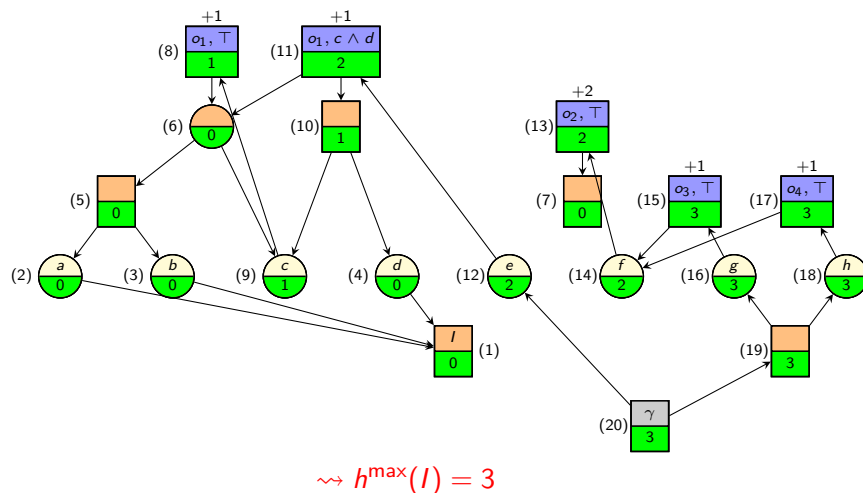 +1 +1
(8) o₁, ⊤ (11) o₁, c ∧ d
1 2
+2
(6) 0 (10) 1 (13) o₂, ⊤
2
+1 +1
(5) 0 (7) 0 (15) o₃, ⊤ (17) o₄, ⊤
3 3
(2) a (3) b (9) c (4) d (12) e (14) f (16) g (18) h
0 0 1 0 2 2 3 3
I (1) (19)
0 3
γ
(20) 3
⇝ hᵐᵃˣ(I) = 3